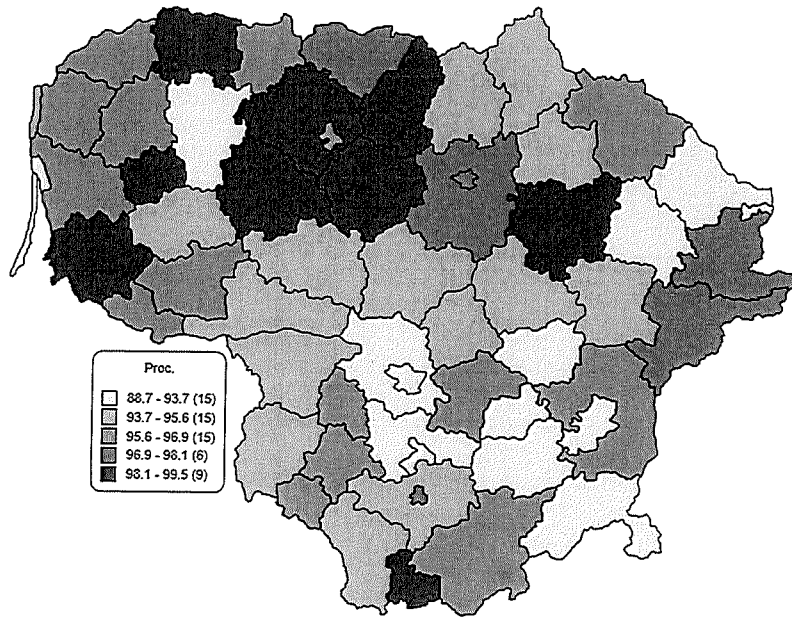 Proc.
88.7 - 93.7 (15)
93.7 - 95.6 (15)
95.6 - 96.9 (15)
96.9 - 98.1 (6)
98.1 - 99.5 (9)